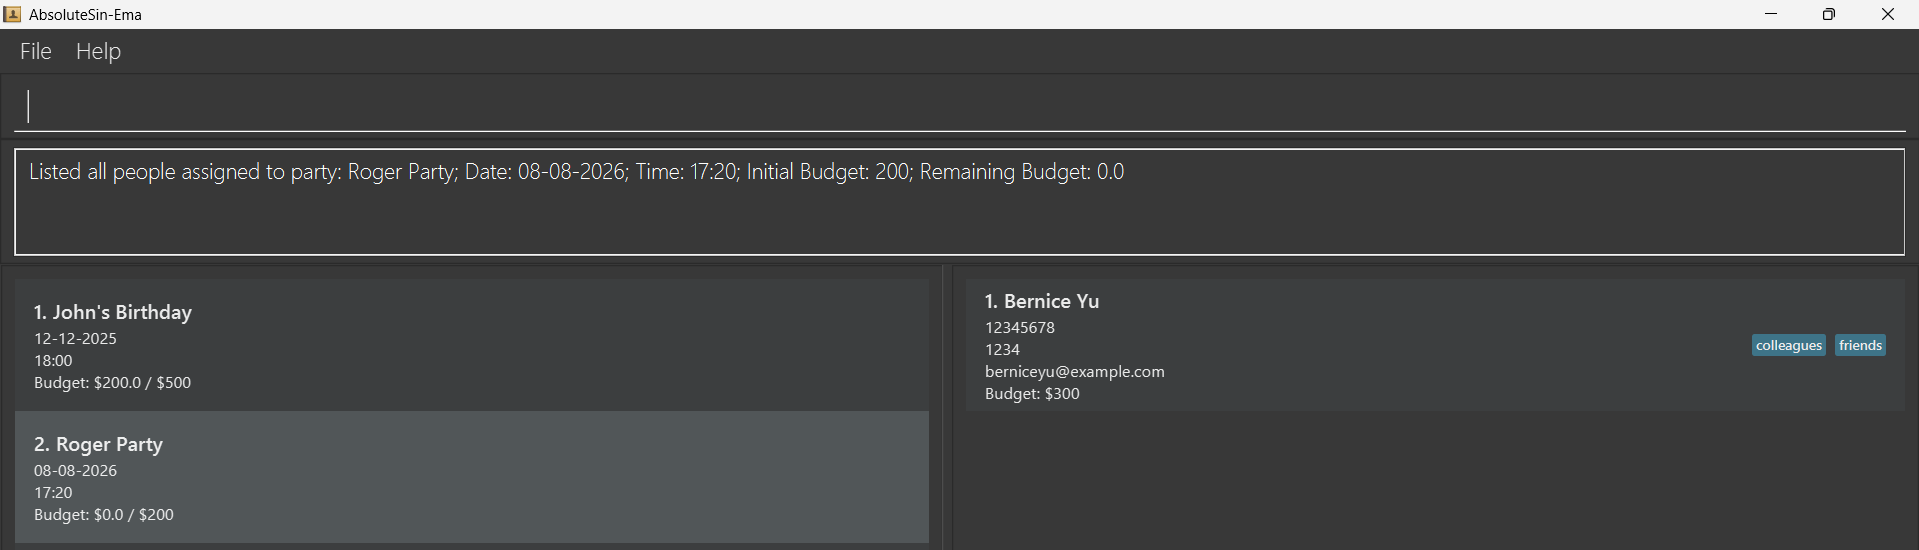 AbsoluteSin-Ema
File Help
Listed all people assigned to party: Roger Party; Date: 08-08-2026; Time: 17:20; Initial Budget: 200; Remaining Budget: 0.0
1. John's Birthday
12-12-2025
18:00
Budget: $200.0 / $500
2. Roger Party
08-08-2026
17:20
Budget: $0.0 / $200
1. Bernice Yu
12345678
1234
berniceyu@example.com
Budget: $300
colleagues friends